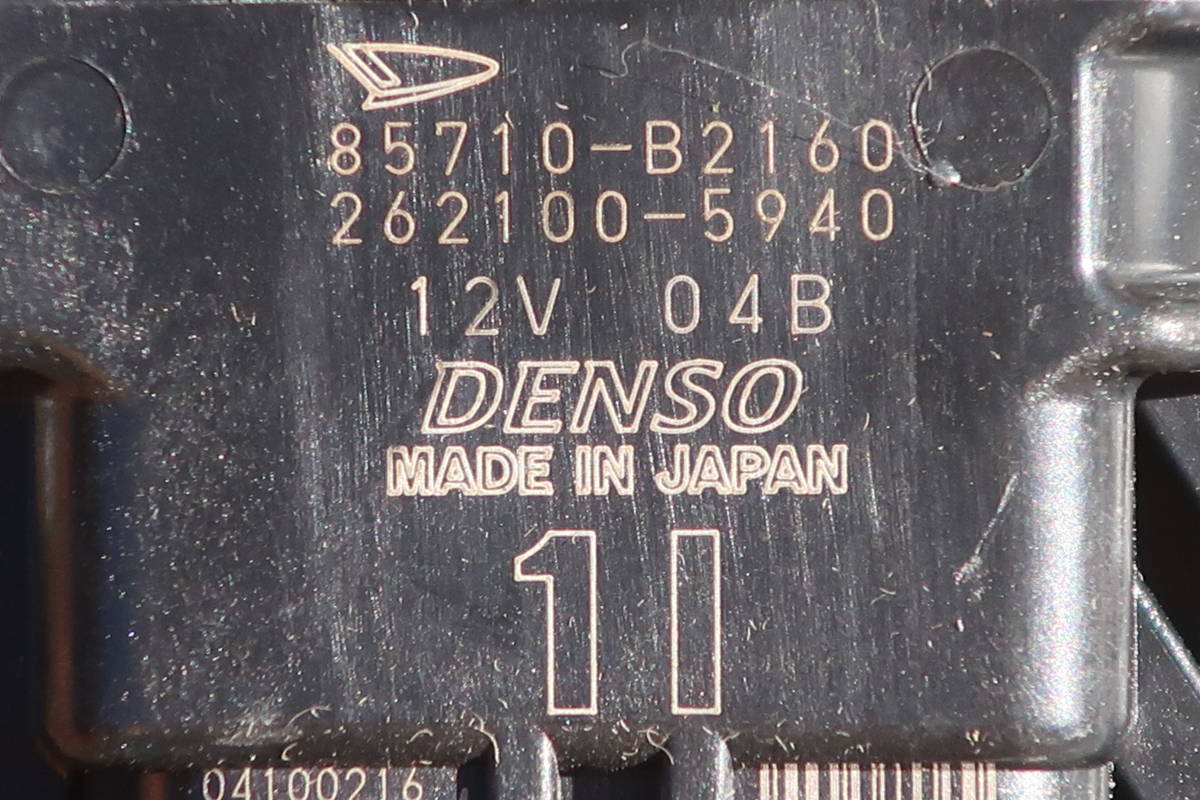 85710-B2160
262100-5940
12V 04B
DENSO
MADE IN JAPAN
1I
04100216